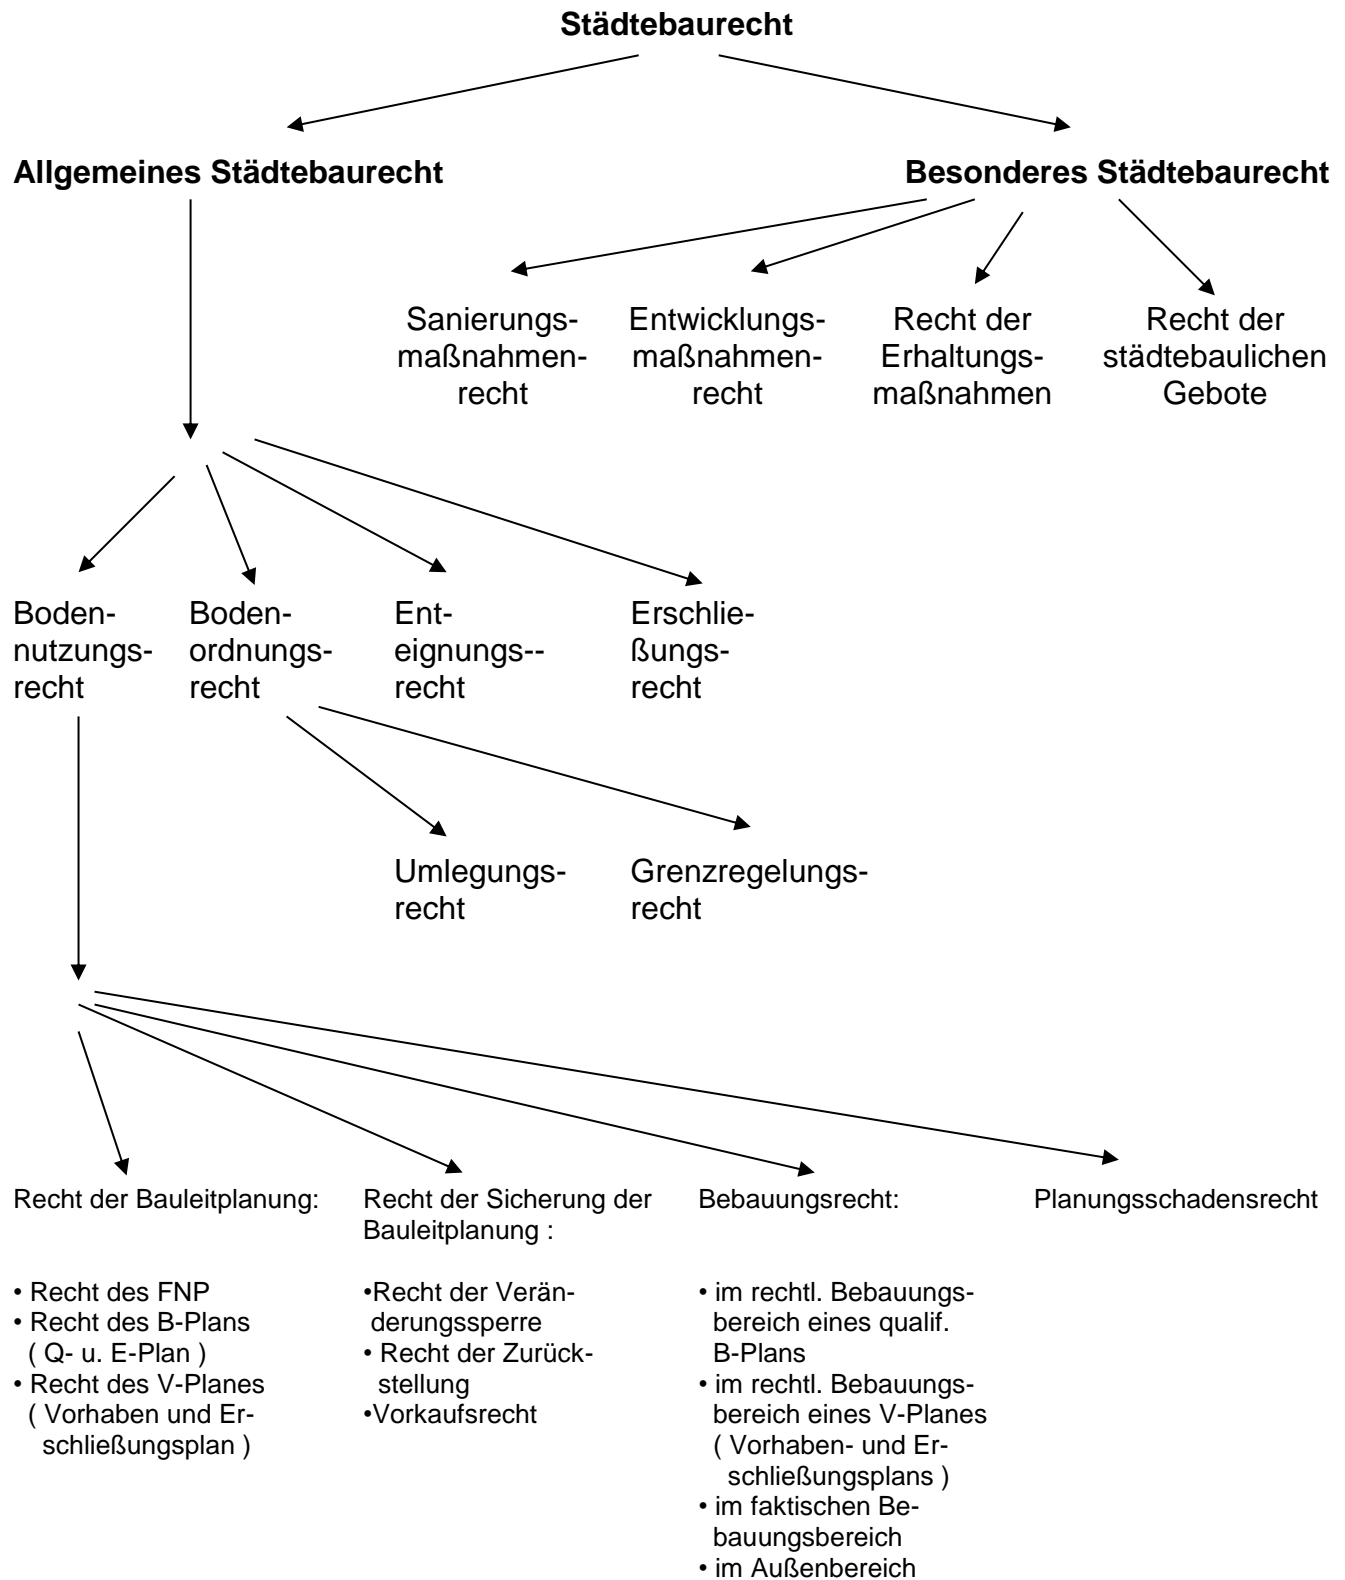 Städtebaurecht
Allgemeines Städtebaurecht
Besonderes Städtebaurecht
Sanierungs-
maßnahmen-
recht
Entwicklungs-
maßnahmen-
recht
Recht der
Erhaltungs-
maßnahmen
Recht der
städtebaulichen
Gebote
Boden-
nutzungs-
recht
Boden-
ordnungs-
recht
Ent-
eignungs--
recht
Erschlie-
ßungs-
recht
Umlegungs-
recht
Grenzregelungs-
recht
Recht der Bauleitplanung:
• Recht des FNP
• Recht des B-Plans
( Q- u. E-Plan )
• Recht des V-Planes
( Vorhaben und Er-
schließungsplan )
Recht der Sicherung der
Bauleitplanung :
•Recht der Verän-
derungssperre
• Recht der Zurück-
stellung
•Vorkaufsrecht
Bebauungsrecht:
• im rechtl. Bebauungs-
bereich eines qualif.
B-Plans
• im rechtl. Bebauungs-
bereich eines V-Planes
( Vorhaben- und Er-
schließungsplans )
• im faktischen Be-
bauungsbereich
• im Außenbereich
Planungsschadensrecht